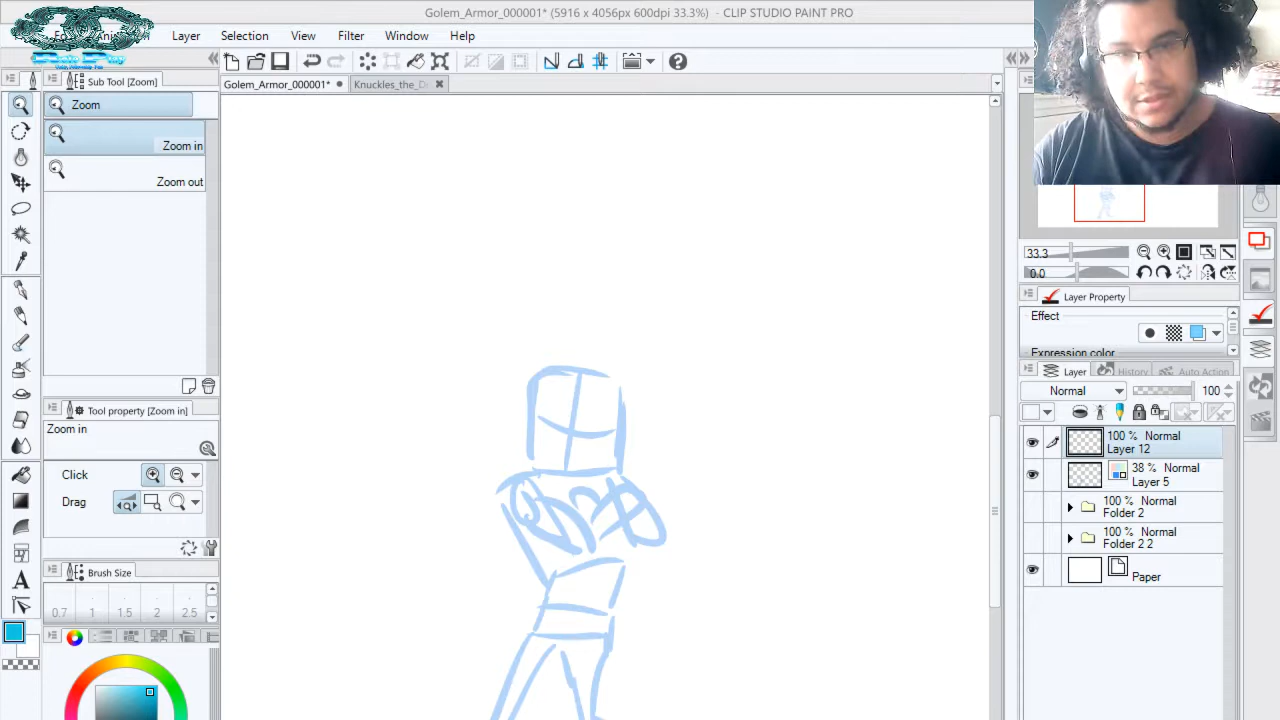 Golem_Armor_000001* (5916 x 4056px 600dpi 33.3%) - CLIP STUDIO PAINT PRO
Layer Selection View Filter Window Help
Sub Tool [Zoom]
Golem_Armor_000001* Knuckles_the_D
Zoom
Zoom in
Zoom out
33.3
0.0
Layer Property
Effect
Expression color
Layer History Auto Action
Normal 100
Tool property [Zoom in]
Zoom in
Click
Drag
100 % Normal
Layer 12
38 % Normal
Layer 5
100 % Normal
Folder 2
100 % Normal
Folder 2 2
Paper
Brush Size
0.7 1 1.5 2 2.5
A